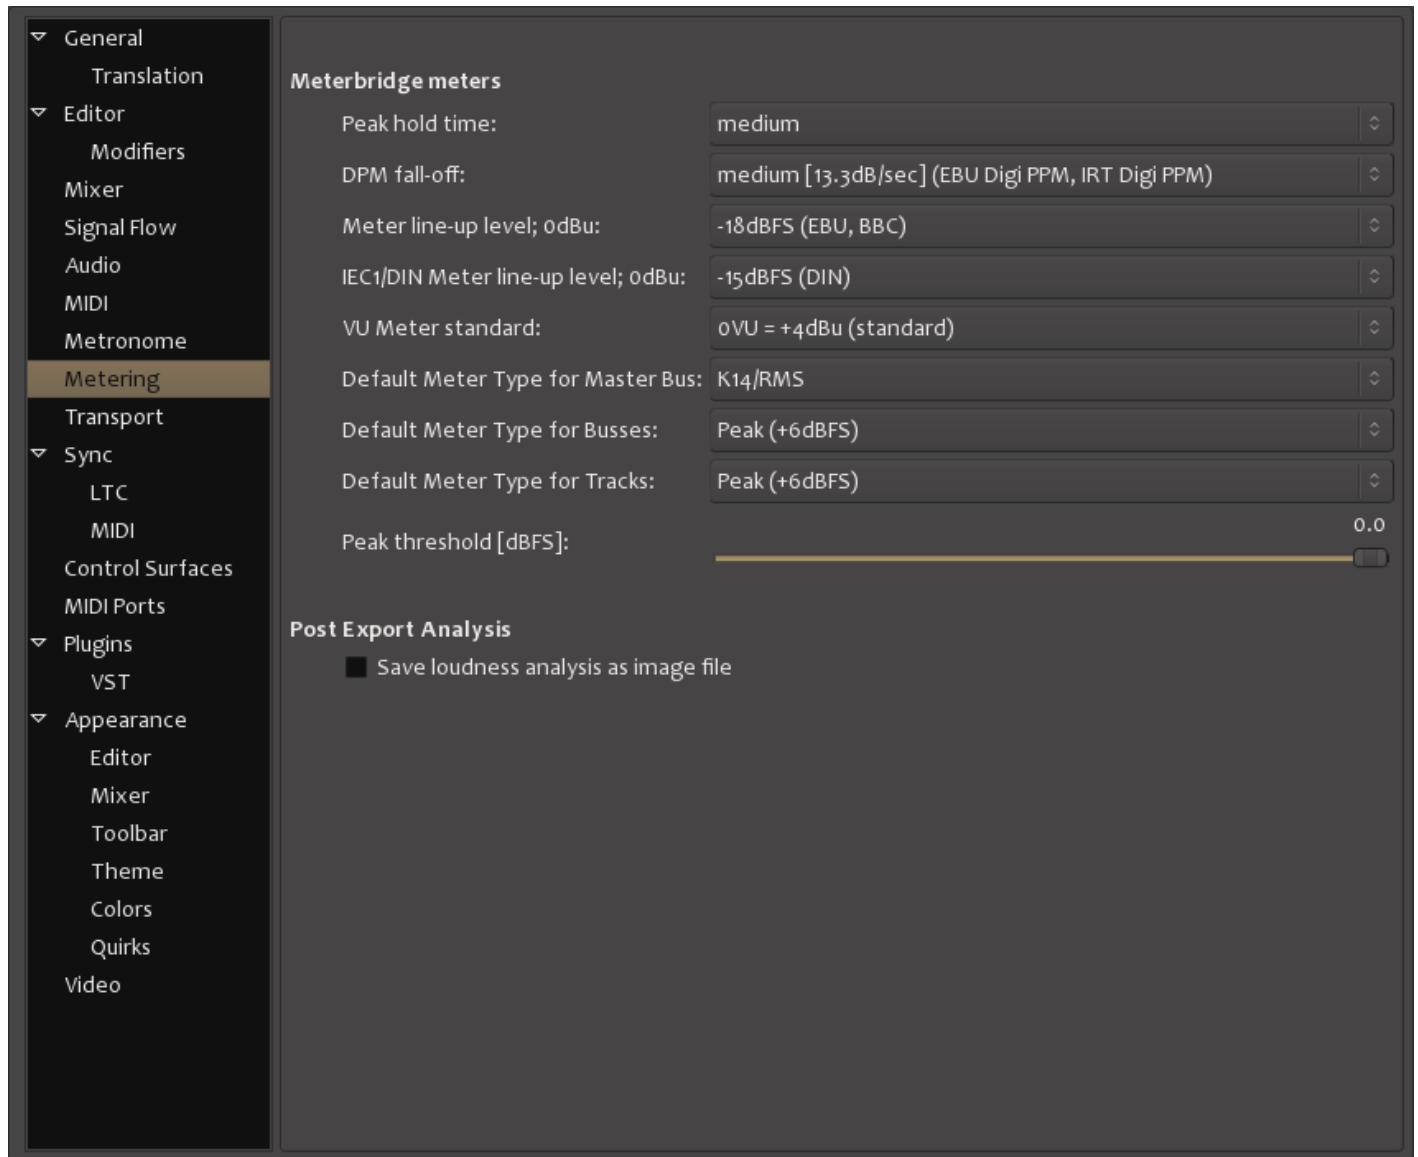 General
Translation
Editor
Modifiers
Mixer
Signal Flow
Audio
MIDI
Metronome
Metering
Transport
Sync
LTC
MIDI
Control Surfaces
MIDI Ports
Plugins
VST
Appearance
Editor
Mixer
Toolbar
Theme
Colors
Quirks
Video
Meterbridge meters
Peak hold time: medium
DPM fall-off: medium [13.3dB/sec] (EBU Digi PPM, IRT Digi PPM)
Meter line-up level; 0dBu: -18dBFS (EBU, BBC)
IEC1/DIN Meter line-up level; 0dBu: -15dBFS (DIN)
VU Meter standard: 0VU = +4dBu (standard)
Default Meter Type for Master Bus: K14/RMS
Default Meter Type for Busses: Peak (+6dBFS)
Default Meter Type for Tracks: Peak (+6dBFS)
Peak threshold [dBFS]: 0.0
Post Export Analysis
Save loudness analysis as image file